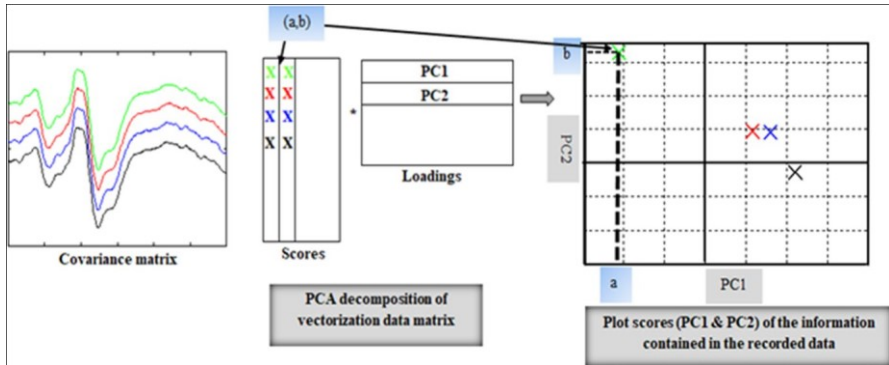 (a,b)
X X
X X
X X
X X
*
PC1
PC2
Loadings
Scores
Covariance matrix
PCA decomposition of
vectorization data matrix
b
PC2
a
PC1
Plot scores (PC1 & PC2) of the information
contained in the recorded data